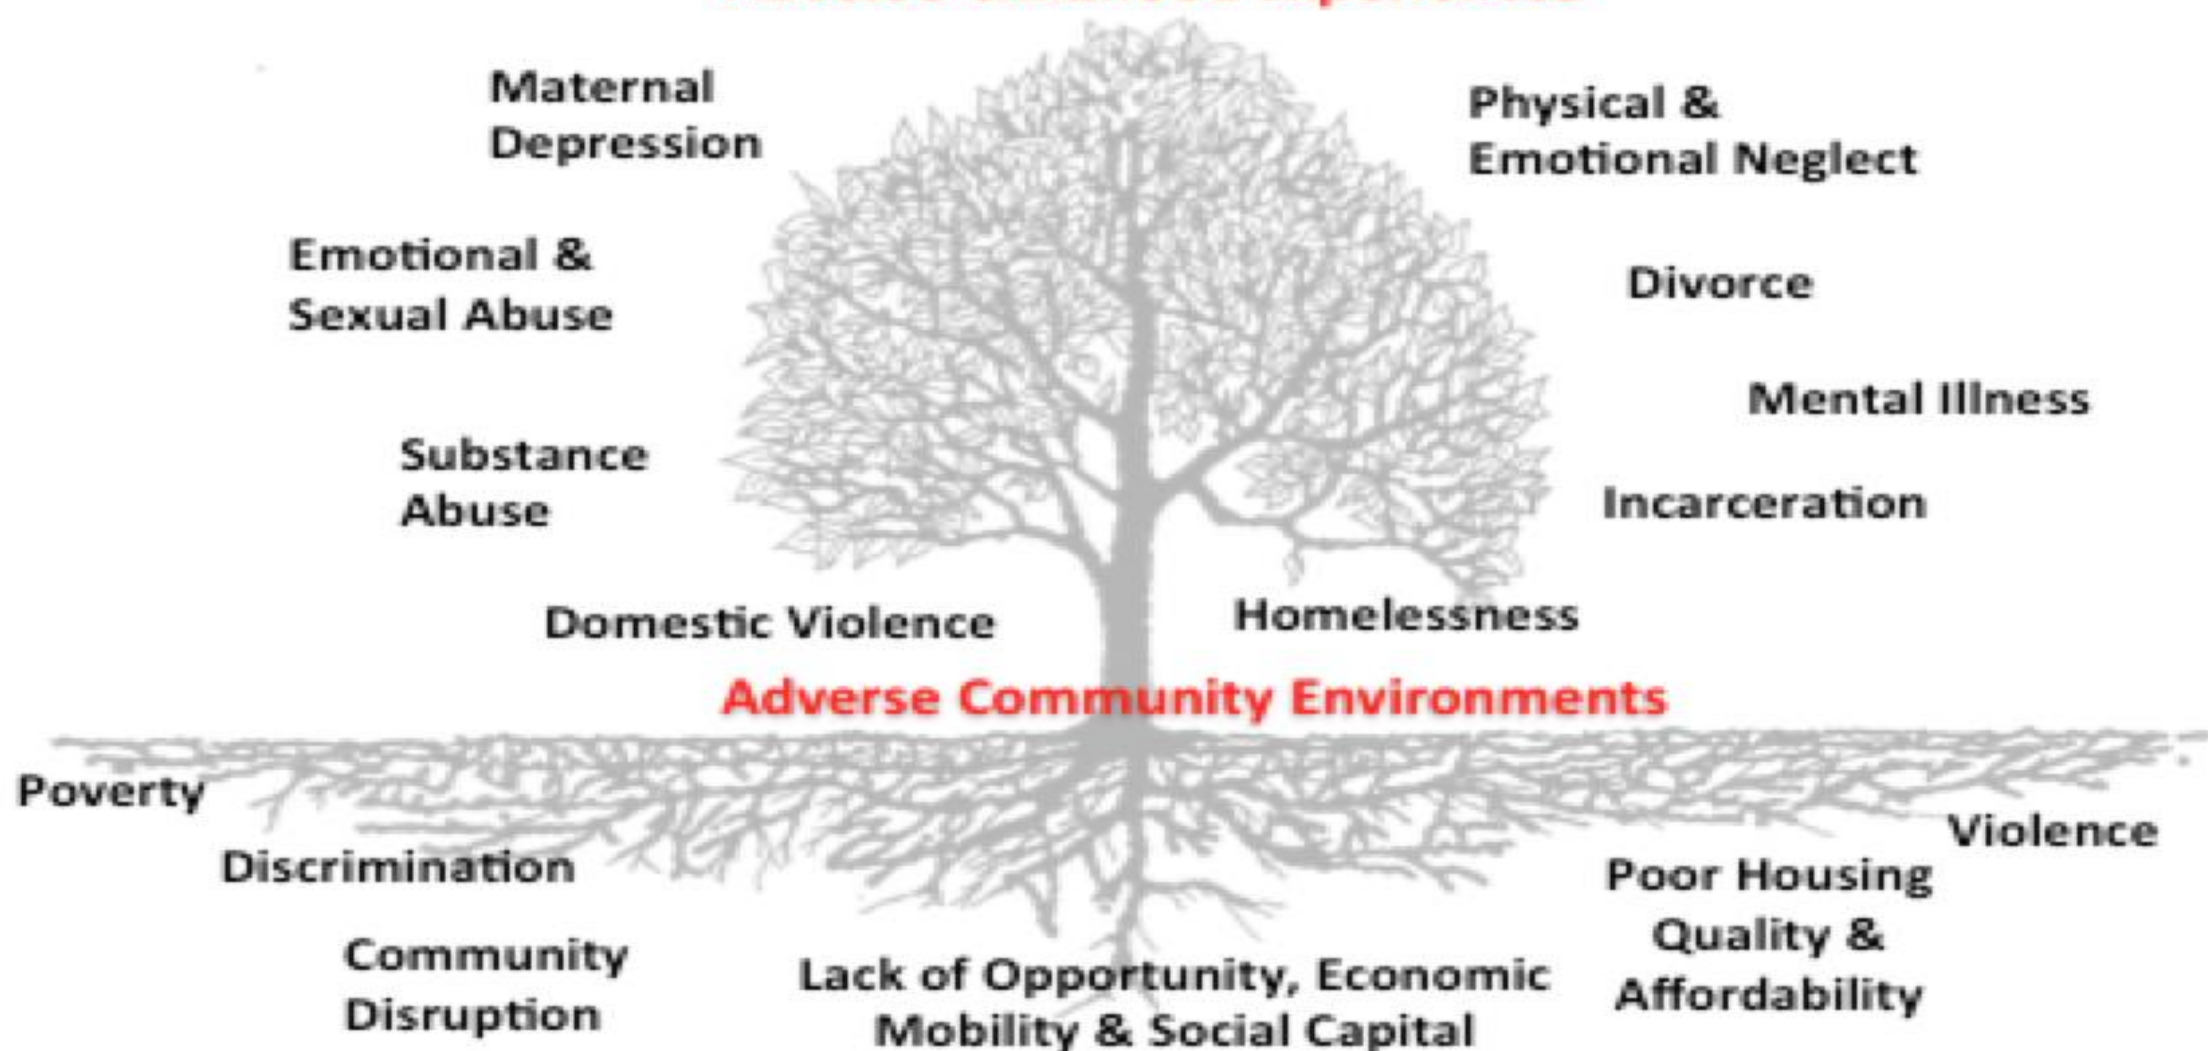 Maternal
Depression
Physical &
Emotional Neglect
Emotional &
Sexual Abuse
Divorce
Mental Illness
Substance
Abuse
Incarceration
Domestic Violence
Homelessness
Adverse Community Environments
Poverty
Violence
Discrimination
Poor Housing
Quality &
Affordability
Community
Disruption
Lack of Opportunity, Economic
Mobility & Social Capital